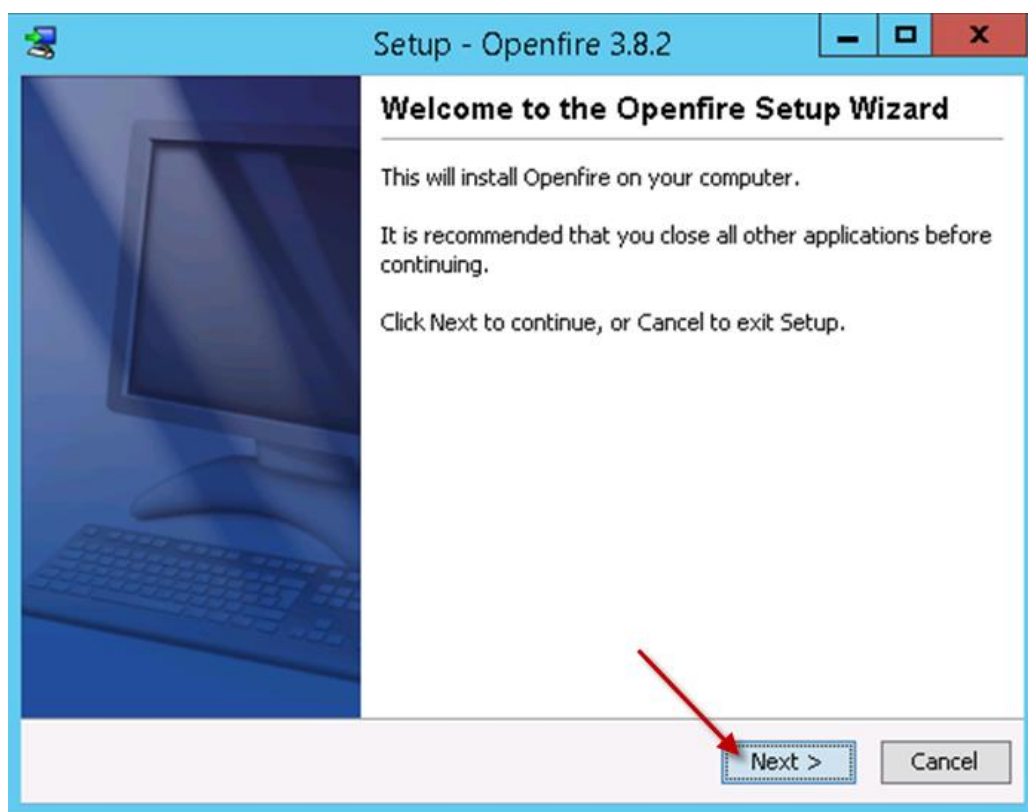 Setup - Openfire 3.8.2
Welcome to the Openfire Setup Wizard
This will install Openfire on your computer.
It is recommended that you close all other applications before
continuing.
Click Next to continue, or Cancel to exit Setup.
Next >
Cancel